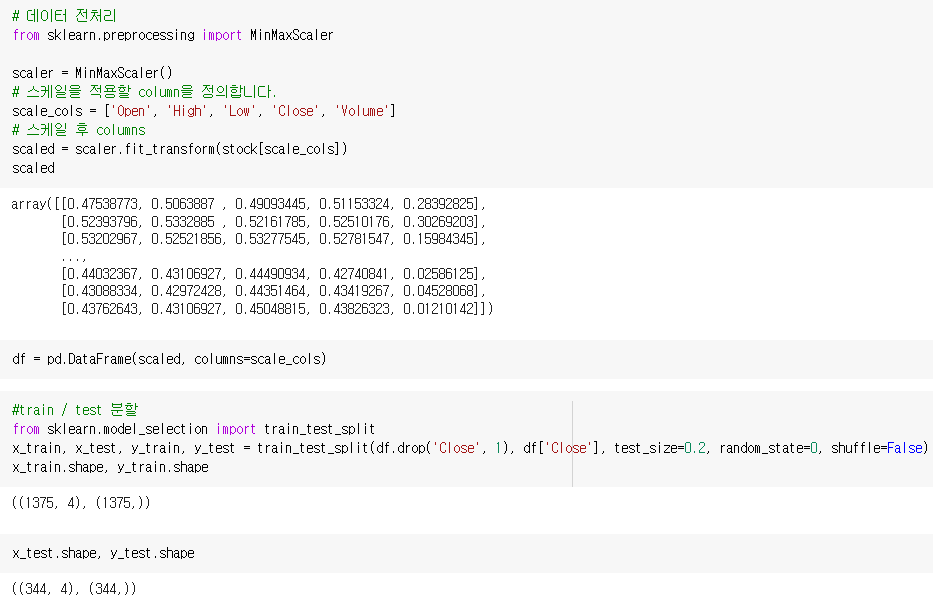 # 데이터 전처리
from sklearn.preprocessing import MinMaxScaler
scaler = MinMaxScaler()
# 스케일을 적용할 column을 정의합니다.
scale_cols = ['Open', 'High', 'Low', 'Close', 'Volume']
# 스케일 후 columns
scaled = scaler.fit_transform(stock[scale_cols])
scaled
array([[0.47538773, 0.5063887 , 0.49093445, 0.51153324, 0.28392825],
[0.52393796, 0.5332885 , 0.52161785, 0.52510176, 0.30269203],
[0.53202967, 0.52521856, 0.53277545, 0.52781547, 0.15984345],
...,
[0.44032367, 0.43106927, 0.44490934, 0.42740841, 0.02586125],
[0.43088334, 0.42972428, 0.44351464, 0.43419267, 0.04528068],
[0.43762643, 0.43106927, 0.45048815, 0.43826323, 0.01210142]])
df = pd.DataFrame(scaled, columns=scale_cols)
#train / test 분할
from sklearn.model_selection import train_test_split
x_train, x_test, y_train, y_test = train_test_split(df.drop('Close', 1), df['Close'], test_size=0.2, random_state=0, shuffle=False)
x_train.shape, y_train.shape
((1375, 4), (1375,))
x_test.shape, y_test.shape
((344, 4), (344,))